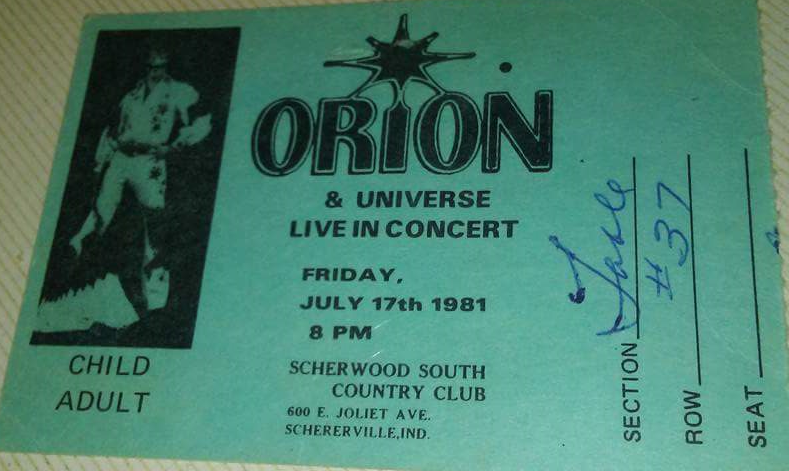 ORION
& UNIVERSE
LIVE IN CONCERT
FRIDAY,
JULY 17th 1981
8 PM
SCHERWOOD SOUTH
COUNTRY CLUB
600 E. JOLIET AVE.
SCHERERVILLE, IND.
CHILD
ADULT
SECTION Table
ROW #37
SEAT